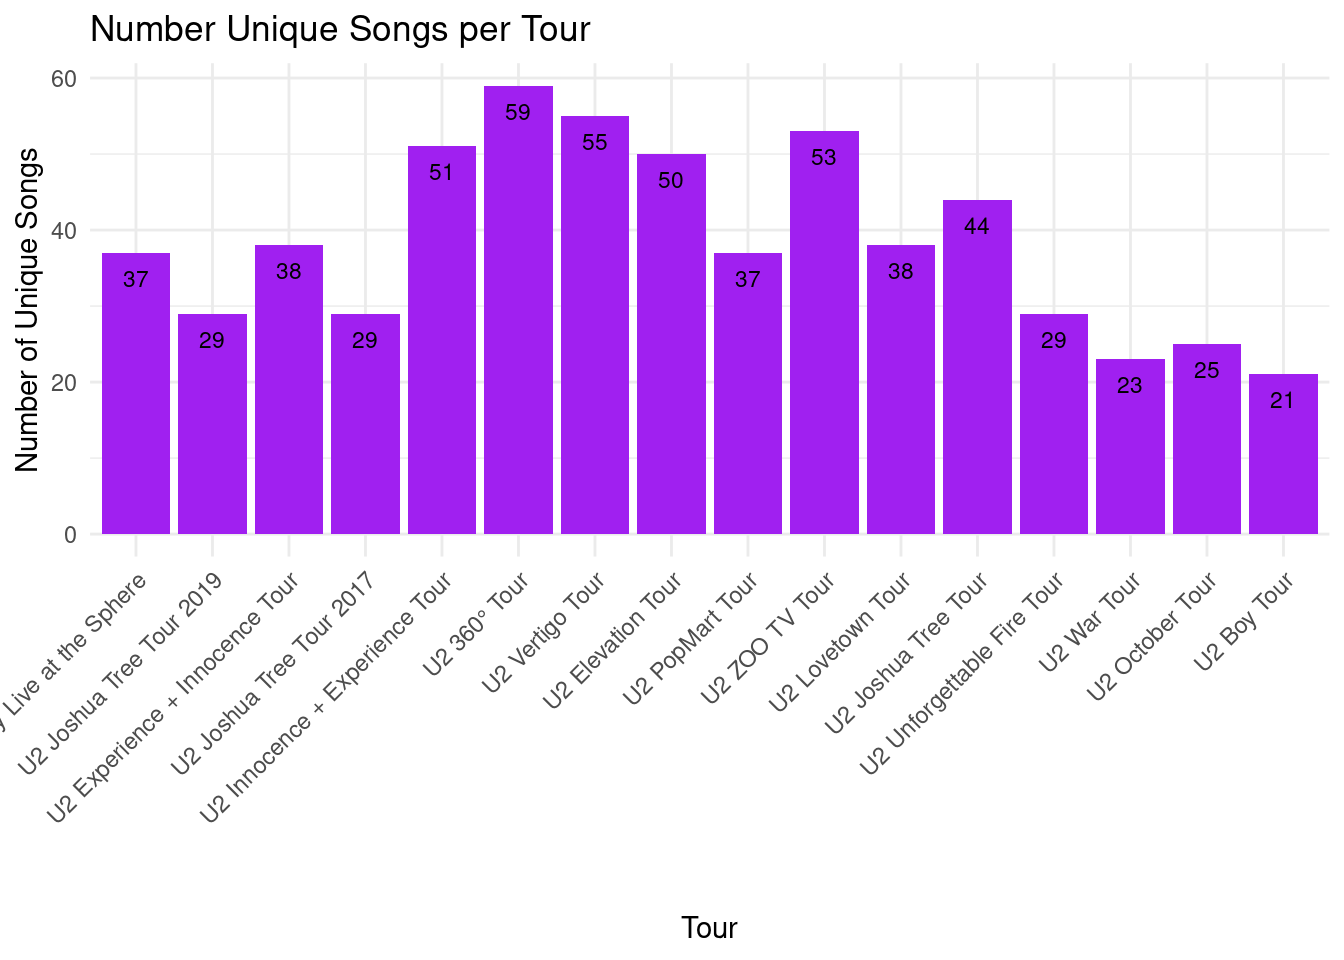 Number Unique Songs per Tour
Number of Unique Songs
60
40
20
0
37
29
38
29
51
59
55
50
37
53
38
44
29
23
25
21
Live at the Sphere
U2 Joshua Tree Tour 2019
U2 Experience + Innocence Tour
U2 Joshua Tree Tour 2017
U2 Innocence + Experience Tour
U2 360° Tour
U2 Vertigo Tour
U2 Elevation Tour
U2 PopMart Tour
U2 ZOO TV Tour
U2 Lovetown Tour
U2 Joshua Tree Tour
U2 Unforgettable Fire Tour
U2 War Tour
U2 October Tour
U2 Boy Tour
Tour